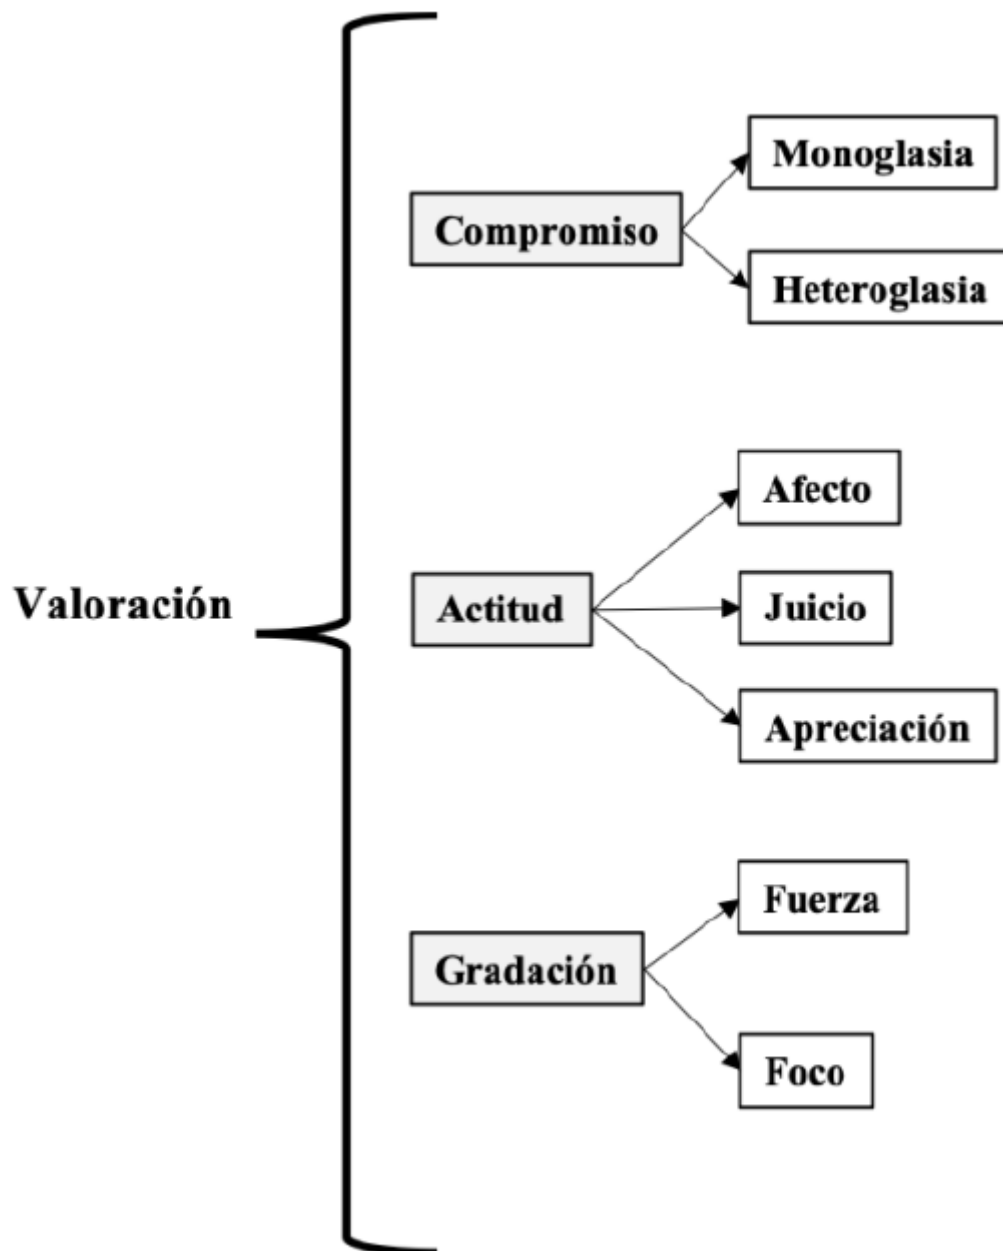 Valoración
Compromiso
Monoglasia
Heteroglasia
Actitud
Afecto
Juicio
Apreciación
Gradación
Fuerza
Foco